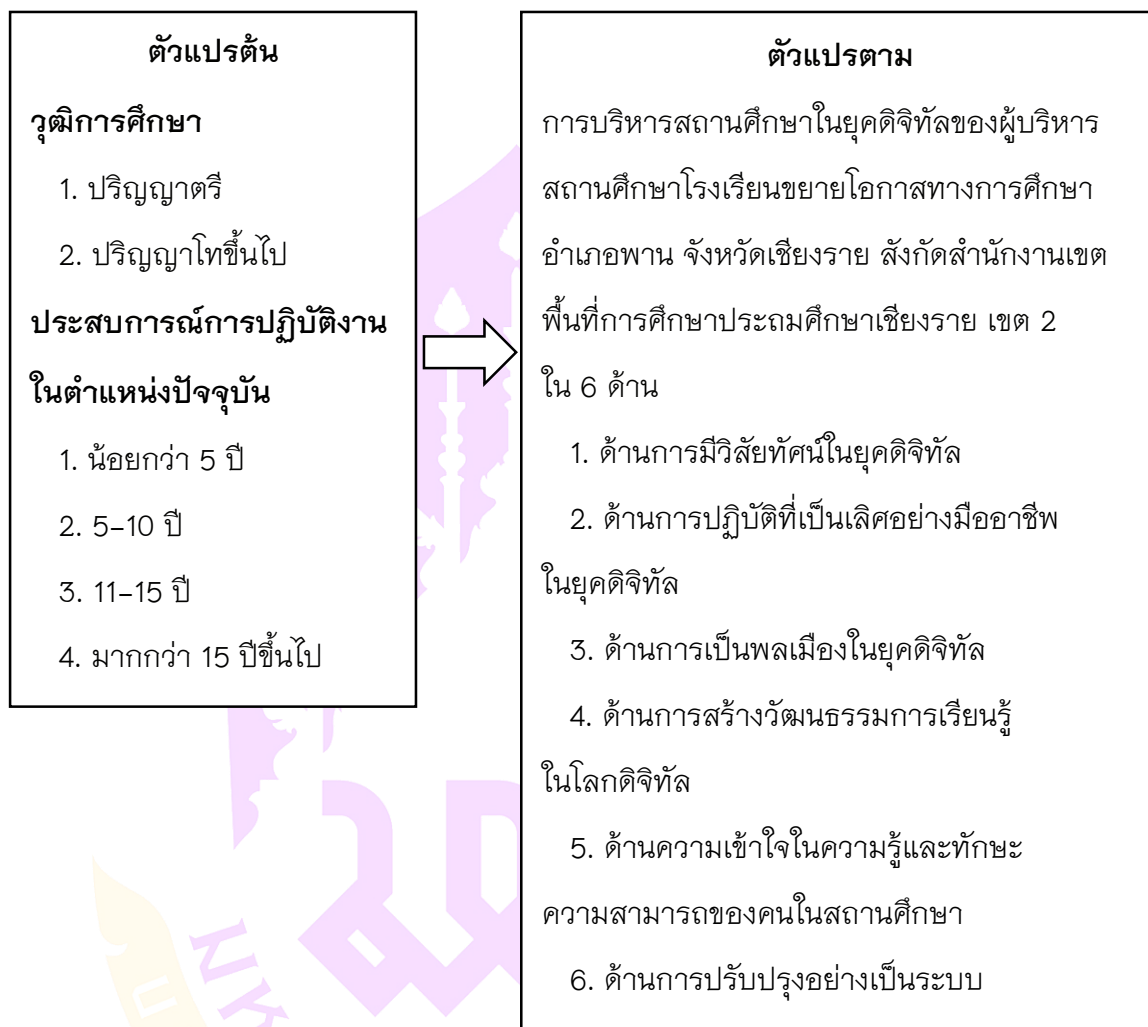 ตัวแปรต้น
วุฒิการศึกษา
1. ปริญญาตรี
2. ปริญญาโทขึ้นไป
ประสบการณ์การปฏิบัติงาน
ในตำแหน่งปัจจุบัน
1. น้อยกว่า 5 ปี
2. 5–10 ปี
3. 11–15 ปี
4. มากกว่า 15 ปีขึ้นไป
ตัวแปรตาม
การบริหารสถานศึกษาในยุคดิจิทัลของผู้บริหาร
สถานศึกษาโรงเรียนขยายโอกาสทางการศึกษา
อำเภอพาน จังหวัดเชียงราย สังกัดสำนักงานเขต
พื้นที่การศึกษาประถมศึกษาเชียงราย เขต 2
ใน 6 ด้าน
1. ด้านการมีวิสัยทัศน์ในยุคดิจิทัล
2. ด้านการปฏิบัติที่เป็นเลิศอย่างมืออาชีพ
ในยุคดิจิทัล
3. ด้านการเป็นพลเมืองในยุคดิจิทัล
4. ด้านการสร้างวัฒนธรรมการเรียนรู้
ในโลกดิจิทัล
5. ด้านความเข้าใจในความรู้และทักษะ
ความสามารถของคนในสถานศึกษา
6. ด้านการปรับปรุงอย่างเป็นระบบ